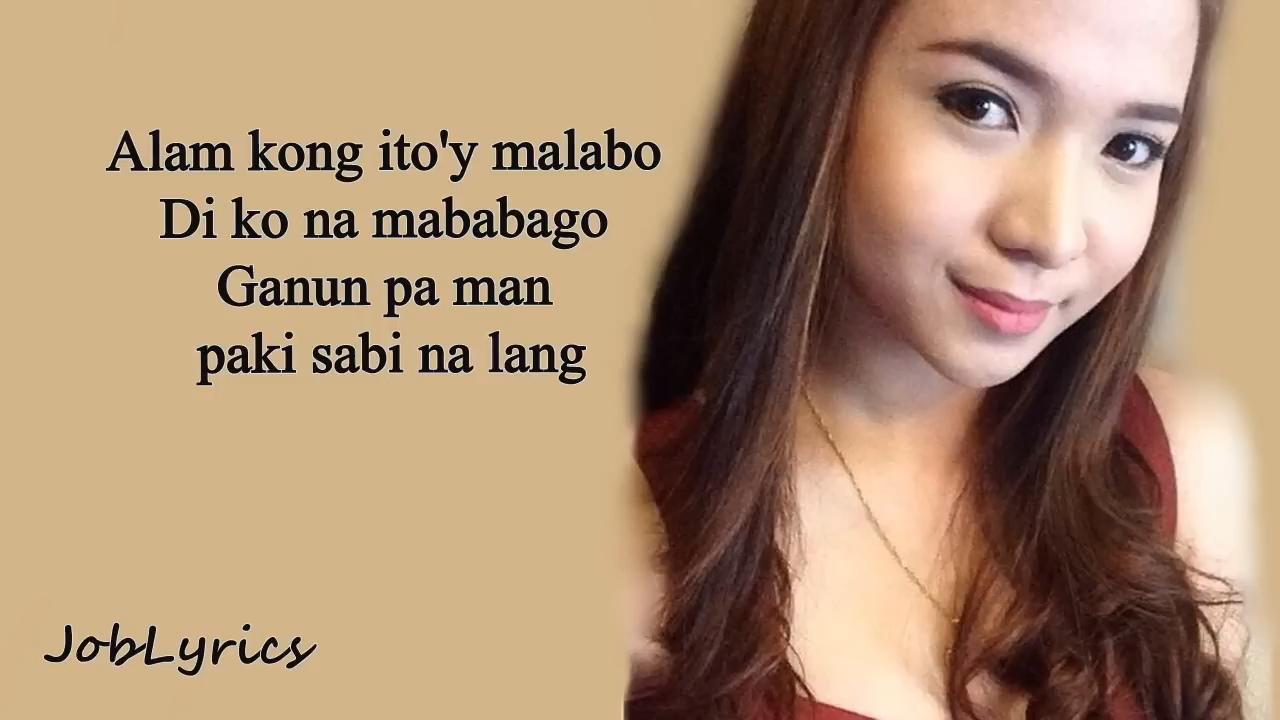 Alam kong ito'y malabo
Di ko na mababago
Ganun pa man
paki sabi na lang
JobLyrics